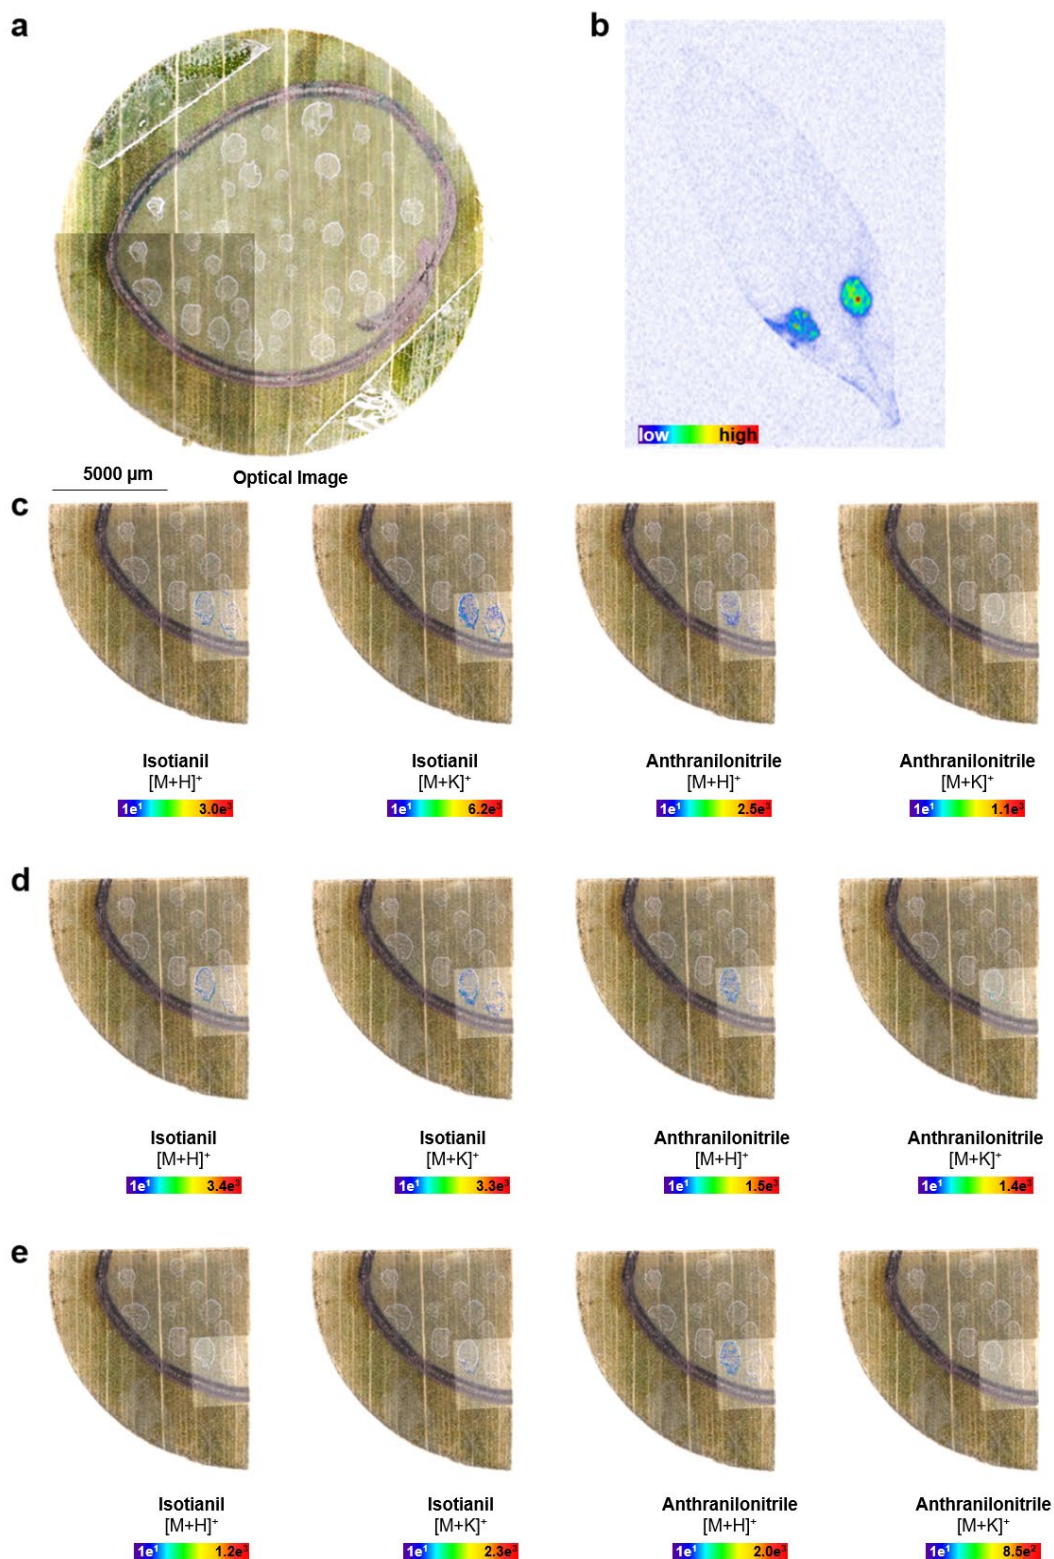 a
b
low high
5000 µm
Optical Image
c
Isotianil Isotianil Anthranilonitrile Anthranilonitrile
[M+H]⁺ [M+K]⁺ [M+H]⁺ [M+K]⁺
1e¹ 3.0e³ 1e¹ 6.2e³ 1e¹ 2.5e³ 1e¹ 1.1e³
d
Isotianil Isotianil Anthranilonitrile Anthranilonitrile
[M+H]⁺ [M+K]⁺ [M+H]⁺ [M+K]⁺
1e¹ 3.4e³ 1e¹ 3.3e³ 1e¹ 1.5e³ 1e¹ 1.4e³
e
Isotianil Isotianil Anthranilonitrile Anthranilonitrile
[M+H]⁺ [M+K]⁺ [M+H]⁺ [M+K]⁺
1e¹ 1.2e³ 1e¹ 2.3e³ 1e¹ 2.0e³ 1e¹ 8.5e²